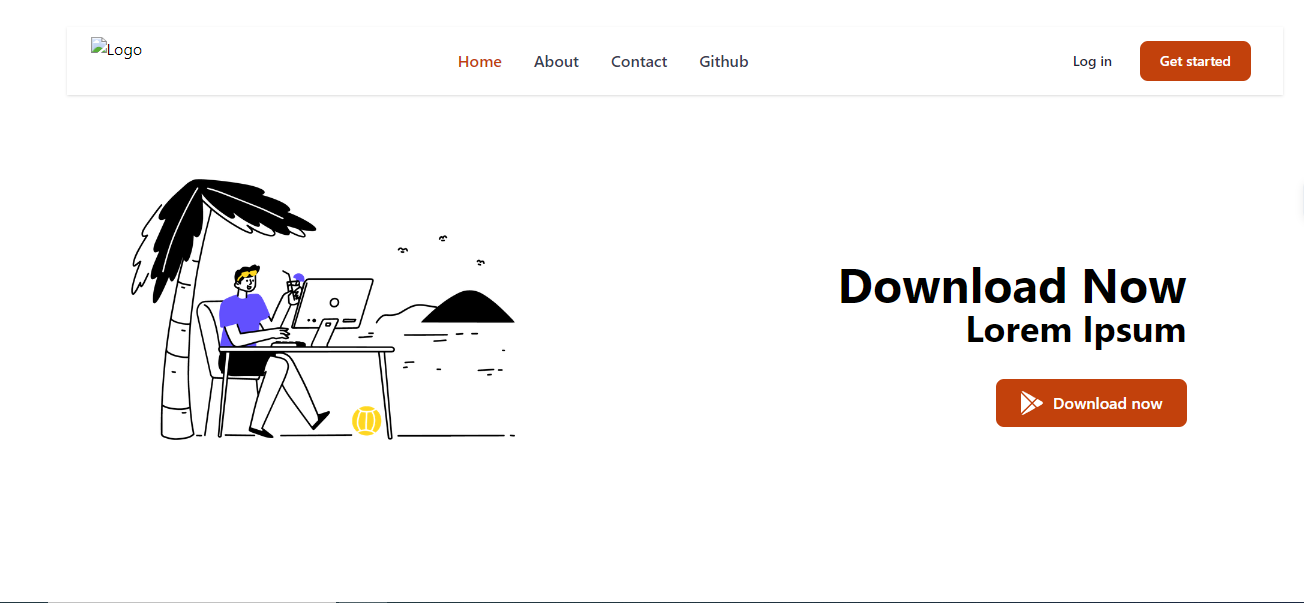 Logo
Home
About
Contact
Github
Log in
Get started
Download Now
Lorem Ipsum
Download now